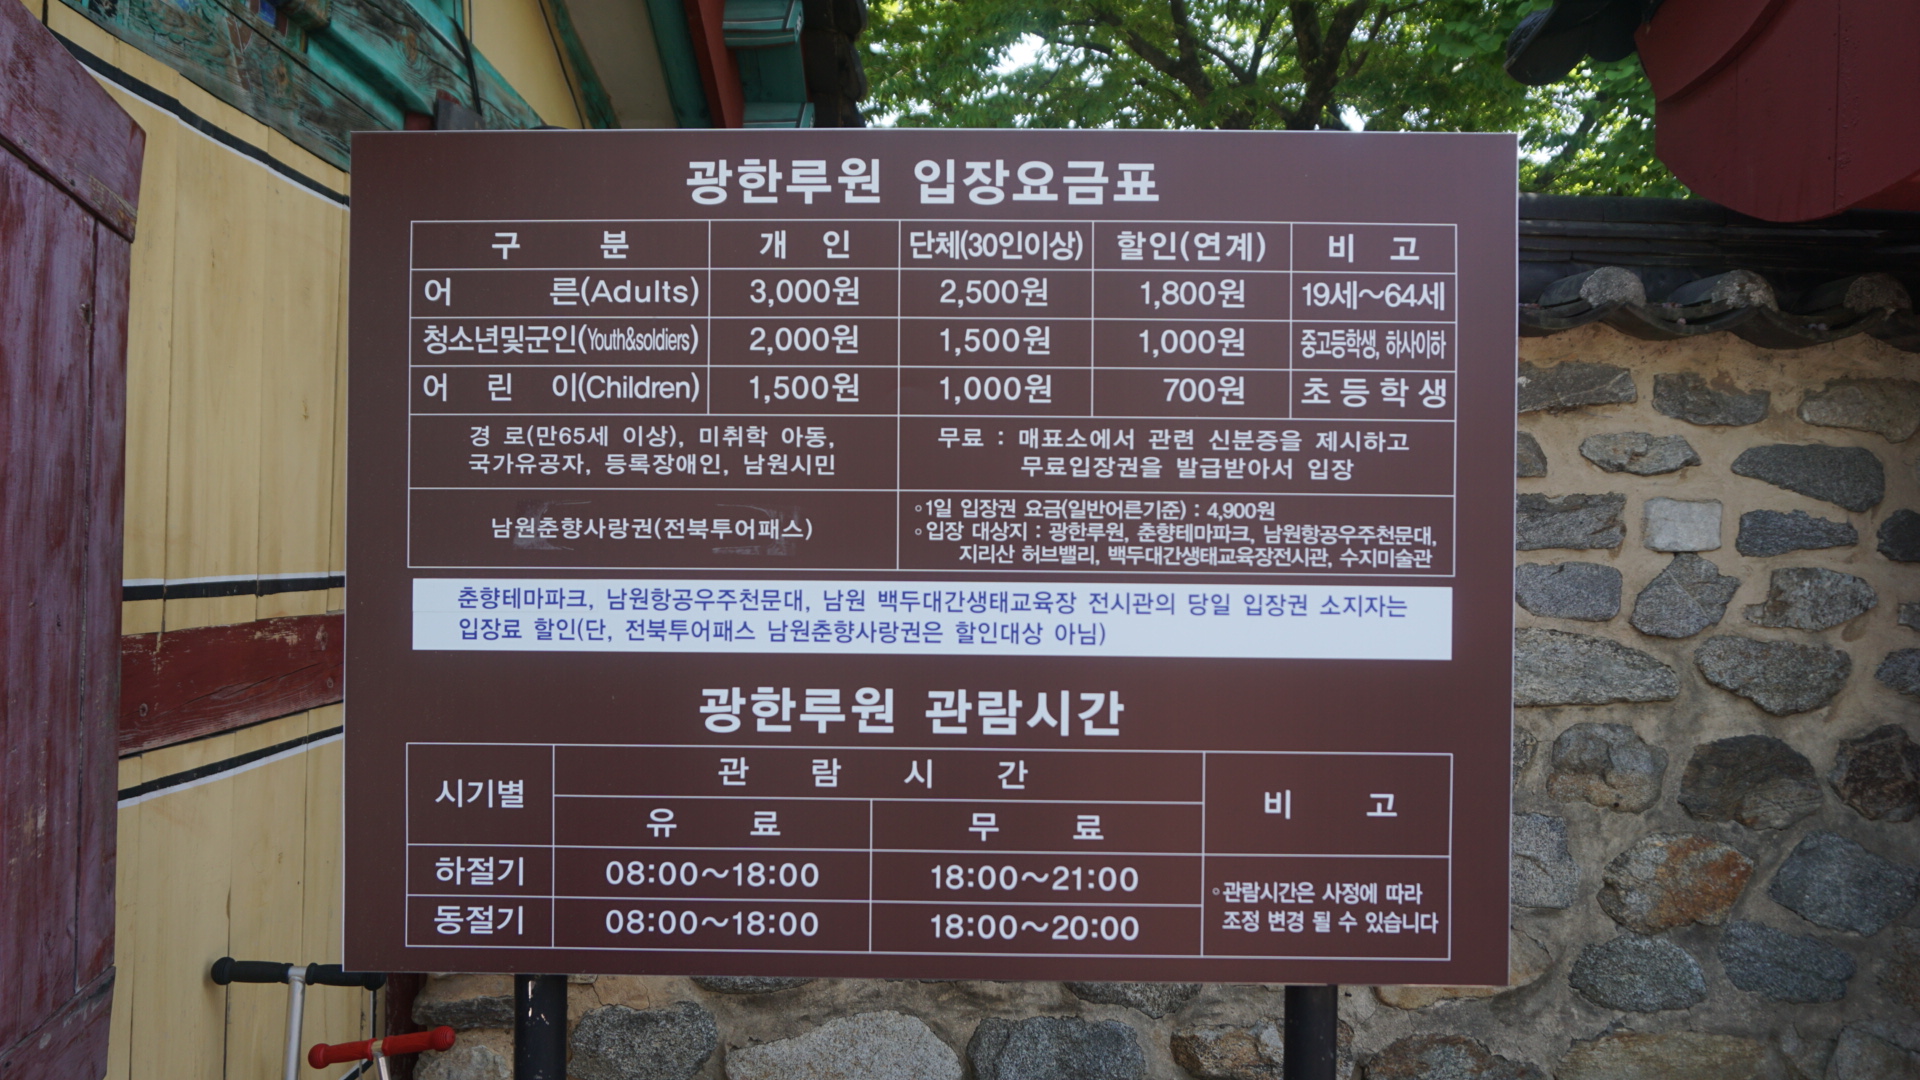 광한루원 입장요금표
구 분 개 인 단체(30인이상) 할인(연계) 비 고
어 른(Adults) 3,000원 2,500원 1,800원 19세~64세
청소년및군인(Youth&soldiers) 2,000원 1,500원 1,000원 중고등학생, 하사이하
어 린 이(Children) 1,500원 1,000원 700원 초등학생
경 로(만65세 이상), 미취학 아동,
국가유공자, 등록장애인, 남원시민
무료 : 매표소에서 관련 신분증을 제시하고
무료입장권을 발급받아서 입장
남원춘향사랑권(전북투어패스)
◦1일 입장권 요금(일반어른기준) : 4,900원
◦입장 대상지 : 광한루원, 춘향테마파크, 남원항공우주천문대,
지리산 허브밸리, 백두대간생태교육장전시관, 수지미술관
춘향테마파크, 남원항공우주천문대, 남원 백두대간생태교육장 전시관의 당일 입장권 소지자는
입장료 할인(단, 전북투어패스 남원춘향사랑권은 할인대상 아님)
광한루원 관람시간
시기별 관 람 시 간 비 고
유 료 무 료
하절기 08:00~18:00 18:00~21:00
동절기 08:00~18:00 18:00~20:00
◦관람시간은 사정에 따라
조정 변경 될 수 있습니다